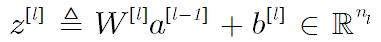 z^{[l]} ≜ W^{[l]}a^{[l-1]} + b^{[l]} ∈ ℝ^{n_l}